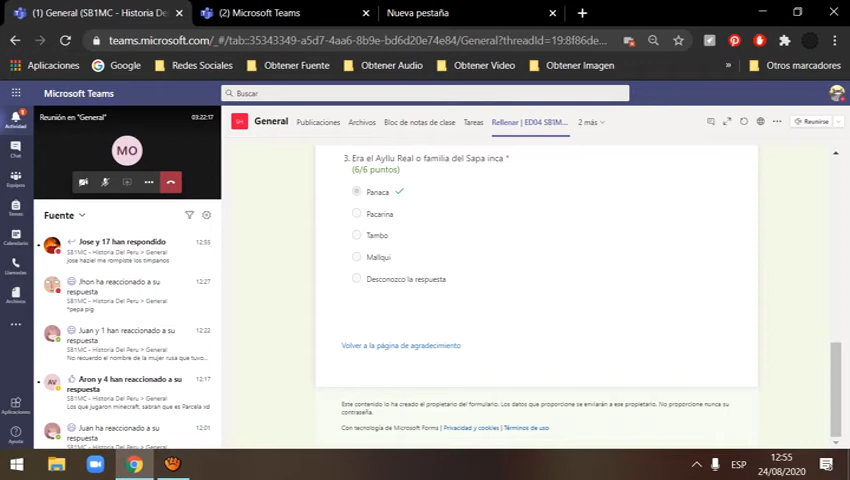 (1) General (SB1MC - Historia Del
Microsoft Teams
Nueva pestaña
teams.microsoft.com/_#/tab::35343349-a5d7-4aa6-8b9e-bd6d20e74e84/General?threadId=19:8f86de...
Aplicaciones
Google
Redes Sociales
Obtener Fuente
Obtener Audio
Obtener Video
Obtener Imagen
»
Otros marcadores
Microsoft Teams
Buscar
Reunión en "General"
03:22:17
MO
Actividad
Chat
Equipos
Tareas
Calendario
Llamadas
Archivos
Aplicaciones
Ayuda
Fuente
Jose y 17 han respondido
12:55
SB1MC - Historia Del Peru > General
jose haziel me rompiste los timpanos
Jhon ha reaccionado a su
respuesta
12:27
SB1MC - Historia Del Peru > General
*pepa pig
Juan y 1 han reaccionado a su
respuesta
12:22
SB1MC - Historia Del Peru > General
No recuerdo el nombre de la mujer rusa que tuvo...
AV
Aron y 4 han reaccionado a su
respuesta
12:17
SB1MC - Historia Del Peru > General
Los que jugaron minecraft, sabran que es Parcela xd
Juan ha reaccionado a su
respuesta
12:01
SB1MC - Historia Del Peru > General
General
Publicaciones
Archivos
Bloc de notas de clase
Tareas
Rellenar | ED04 SB1M...
2 más
Reunirse
3. Era el Ayllu Real o familia del Sapa inca *
(6/6 puntos)
Panaca
Pacarina
Tambo
Mallqui
Desconozco la respuesta
Volver a la página de agradecimiento
Este contenido lo ha creado el propietario del formulario. Los datos que proporcione se enviarán a ese propietario. No proporcione nunca su
contraseña.
Con tecnología de Microsoft Forms | Privacidad y cookies | Términos de uso
ESP
12:55
24/08/2020